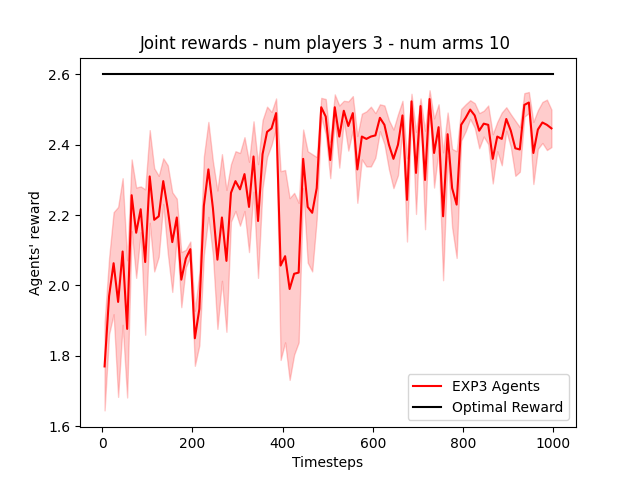 Joint rewards - num players 3 - num arms 10
2.6
2.4
2.2
2.0
1.8
1.6
Agents' reward
0 200 400 600 800 1000
Timesteps
EXP3 Agents
Optimal Reward